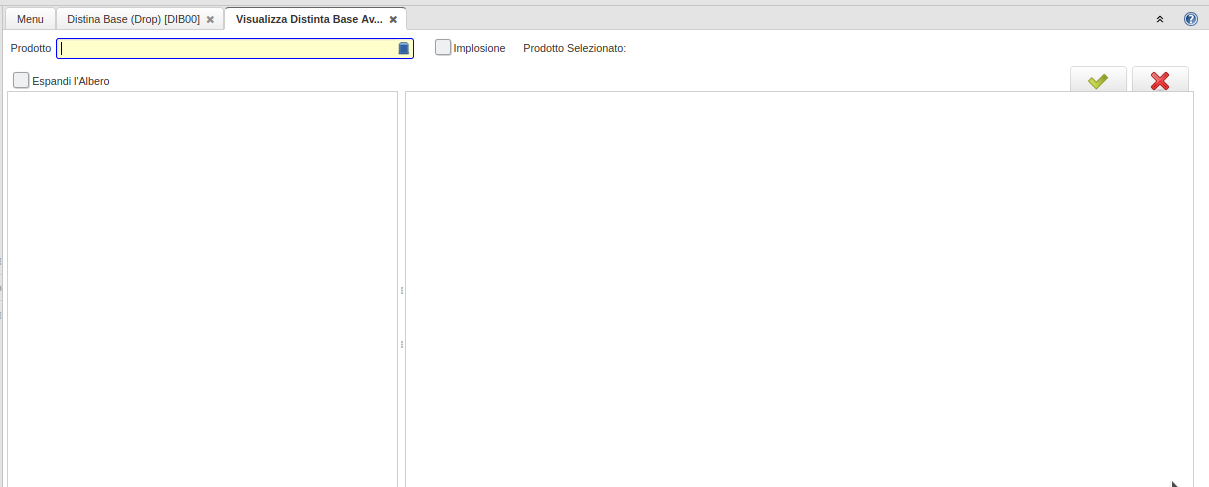 Menu
Distina Base (Drop) [DIB00]
Visualizza Distinta Base Av...
Prodotto
Implosione
Prodotto Selezionato:
Espandi l'Albero